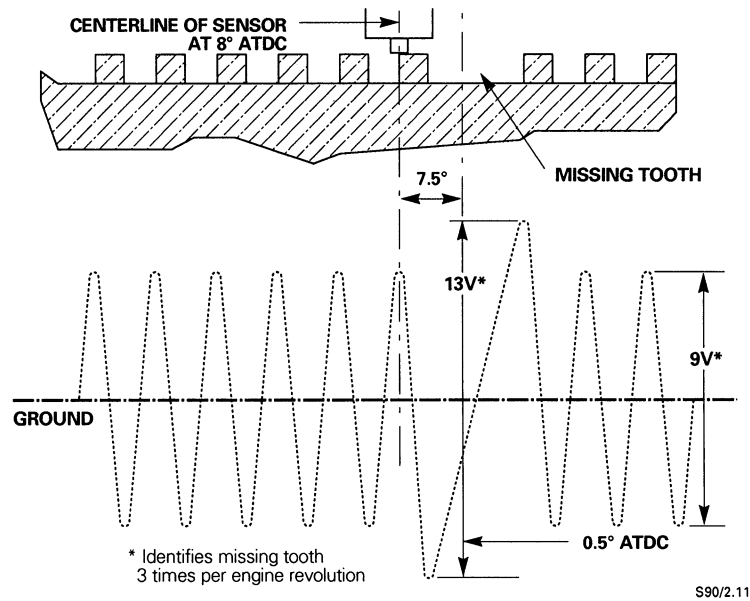 CENTERLINE OF SENSOR
AT 8° ATDC
MISSING TOOTH
7.5°
13V*
9V*
GROUND
0.5° ATDC
* Identifies missing tooth
3 times per engine revolution
S90/2.11